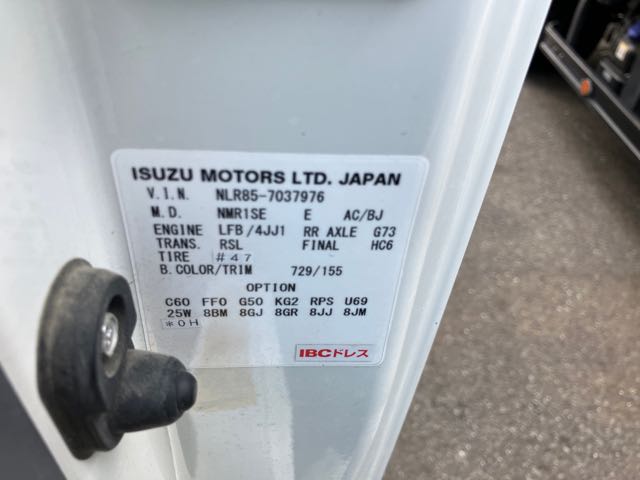 ISUZU MOTORS LTD. JAPAN
V.I.N. NLR85-7037976
M.D. NMR1SE E AC/BJ
ENGINE LFB/4JJ1 RR AXLE G73
TRANS. RSL FINAL HC6
TIRE #47
B.COLOR/TRIM 729/155
OPTION
C60 FF0 G50 KG2 RPS U69
25W 8BM 8GJ 8GR 8JJ 8JM
*0H
IBCドレス